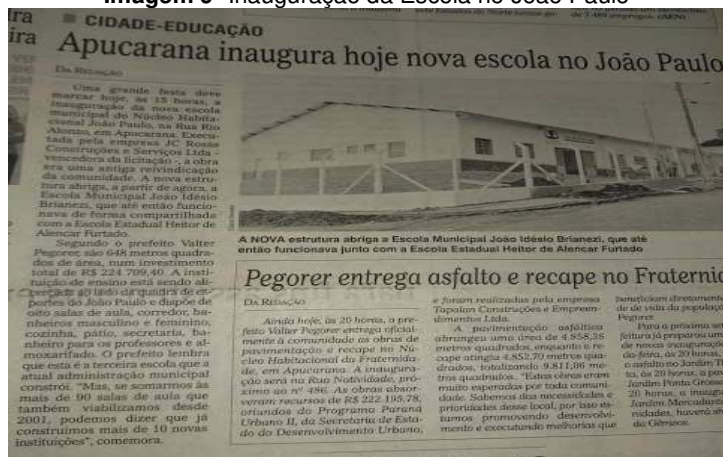 Imagem 3 - Inauguração da Escola no João Paulo
CIDADE-EDUCAÇÃO
Apucarana inaugura hoje nova escola no João Paulo
DA REDAÇÃO
Uma grande festa deve
marcar hoje, às 15 horas, a
inauguração da nova escola
municipal do Núcleo Habita-
cional João Paulo, na Rua Rio
Alonzo, em Apucarana. Execu-
tada pela empresa JC Rossa
Construções e Serviços Ltda -
vencedora da licitação -, a obra
era uma antiga reivindicação
da comunidade. A nova estru-
tura abriga, a partir de agora, a
Escola Municipal João Idésio
Brianezi, que até então funcio-
nava de forma compartilhada
com a Escola Estadual Heitor de
Alencar Furtado.
Segundo o prefeito Valter
Pegorer, são 648 metros quadra-
dos de área, num investimento
total de R$ 224.709,40. A insti-
tuição de ensino está sendo ali-
cerçada ao lado da quadra de es-
portes do João Paulo e dispõe de
oito salas de aula, corredor, ba-
nheiros masculino e feminino,
cozinha, pátio, secretaria, ba-
nheiro para os professores e al-
moxarifado. O prefeito lembra
que esta é a terceira escola que a
atual administração municipal
constrói. "Mas, se somarmos às
mais de 90 salas de aula que
também viabilizamos desde
2001, podemos dizer que já
construímos mais de 10 novas
instituições", comemora.
A NOVA estrutura abriga a Escola Municipal João Idésio Brianezi, que até
então funcionava junto com a Escola Estadual Heitor de Alencar Furtado
Pegorer entrega asfalto e recape no Fraternid
DA REDAÇÃO
Ainda hoje, às 20 horas, o pre-
feito Valter Pegorer entrega oficial-
mente à comunidade as obras de
pavimentação e recape no Nú-
cleo Habitacional da Fraternida-
de, em Apucarana. A inaugura-
ção será na Rua Natividade, pró-
ximo ao nº 486. As obras absor-
veram recursos de R$ 222.195,78,
oriundos do Programa Paraná
Urbano II, da Secretaria de Esta-
do do Desenvolvimento Urbano,
e foram realizadas pela empresa
Tapalan Construções e Empreen-
dimentos Ltda.
A pavimentação asfáltica
abrangeu uma área de 4.958,36
metros quadrados, enquanto o re-
cape atingiu 4.852,70 metros qua-
drados, totalizando 9.811,06 me-
tros quadrados. "Estas obras eram
muito esperadas por toda comuni-
dade. Sabemos das necessidades e
prioridades desse local, por isso es-
tamos promovendo desenvolvi-
mento e executando melhorias que
beneficiam diretamente
de de vida da populaç
Pegorer.
Para a próxima se
feitura já preparou um
de novas inauguraçõ
da-feira, às 20 horas,
o asfalto no Jardim T
ta, às 20 horas, a pav
Jardim Ponta Grossa
20 horas, a inaugu
Jardim Marcadant
nidades, haverá sh
da Gêmeos.